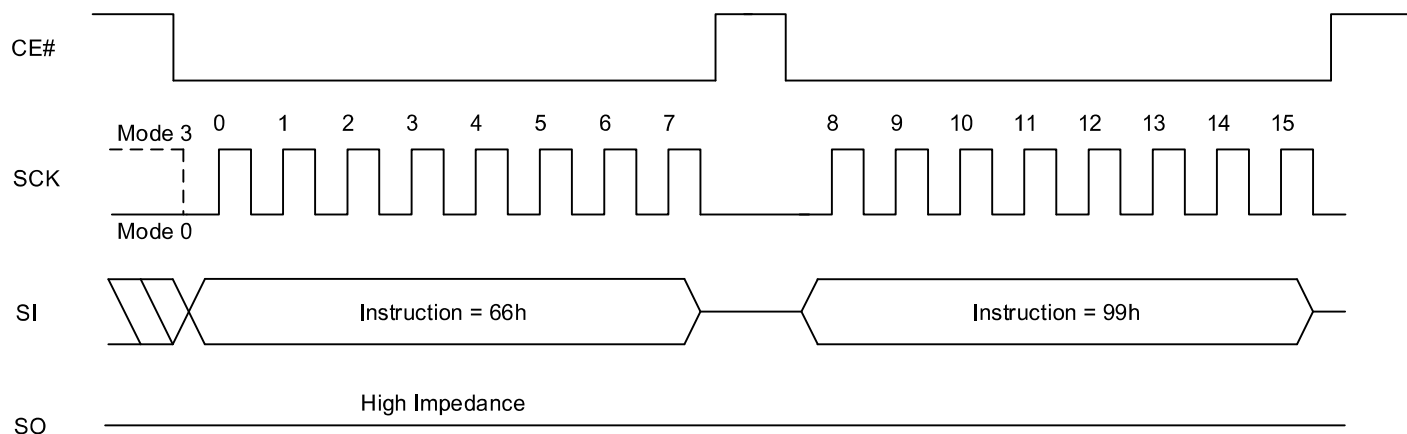 CE#
Mode 3
0 1 2 3 4 5 6 7 8 9 10 11 12 13 14 15
SCK
Mode 0
SI
Instruction = 66h
Instruction = 99h
High Impedance
SO